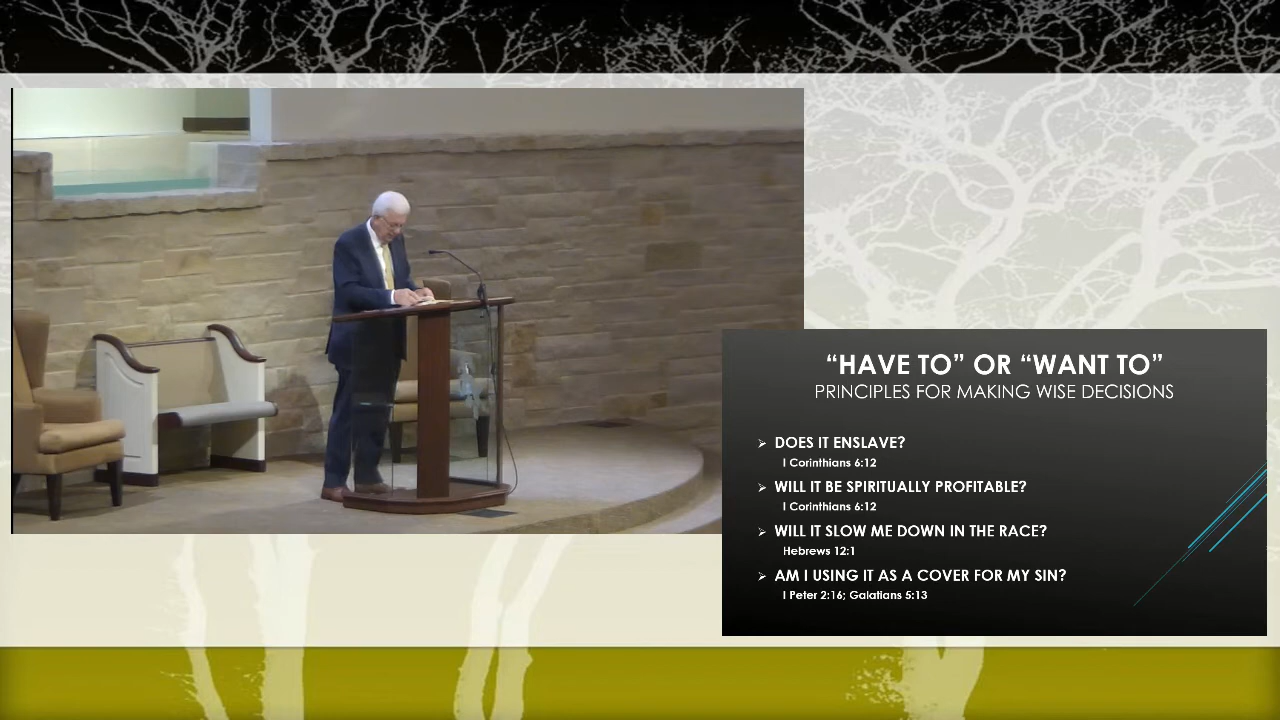 “HAVE TO” OR “WANT TO”
PRINCIPLES FOR MAKING WISE DECISIONS
➢ DOES IT ENSLAVE?
I Corinthians 6:12
➢ WILL IT BE SPIRITUALLY PROFITABLE?
I Corinthians 6:12
➢ WILL IT SLOW ME DOWN IN THE RACE?
Hebrews 12:1
➢ AM I USING IT AS A COVER FOR MY SIN?
I Peter 2:16; Galatians 5:13